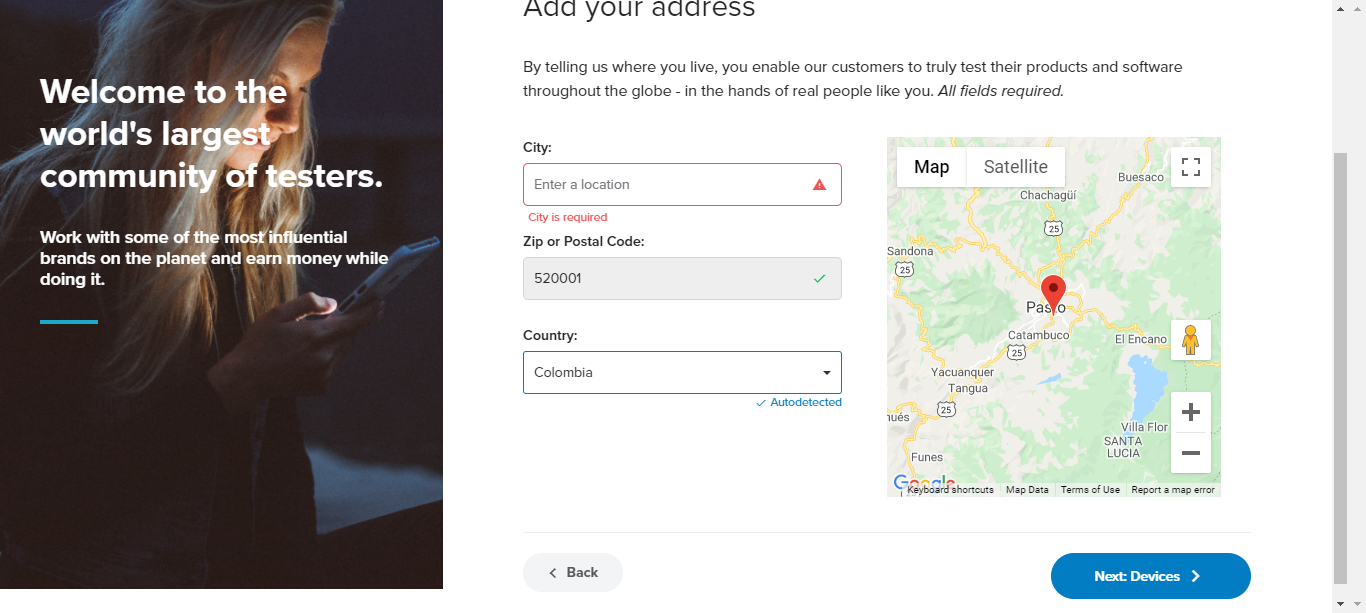 Add your address
Welcome to the
world's largest
community of testers.
Work with some of the most influential
brands on the planet and earn money while
doing it.
By telling us where you live, you enable our customers to truly test their products and software
throughout the globe - in the hands of real people like you. All fields required.
City:
Enter a location
City is required
Zip or Postal Code:
520001
Country:
Colombia
Autodetected
Map
Satellite
Buesaco
Chachagüí
25
Sandona
25
Pasto
Catambuco
El Encano
25
Yacuanquer
Tangua
25
Villa Flor
SANTA
LUCIA
Funes
Google
Keyboard shortcuts
Map Data
Terms of Use
Report a map error
Back
Next: Devices